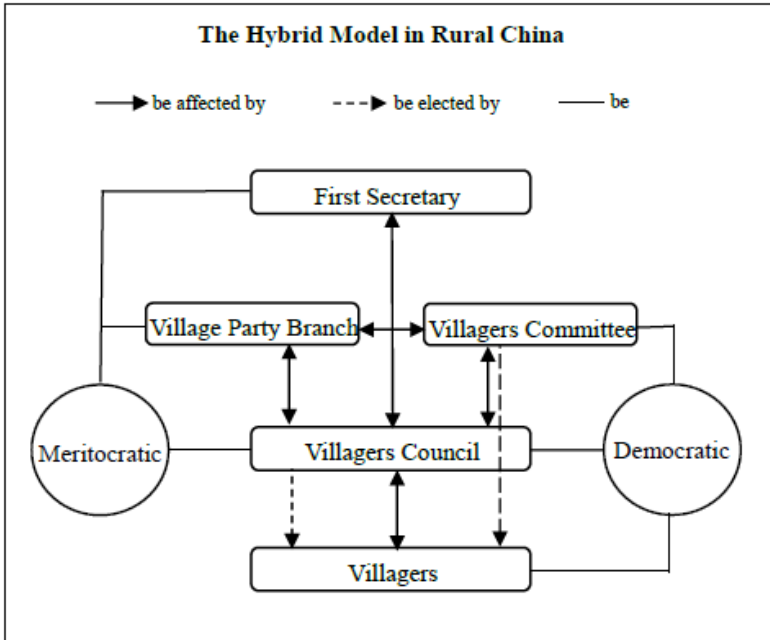 The Hybrid Model in Rural China
be affected by be elected by be
First Secretary
Village Party Branch Villagers Committee
Meritocratic Villagers Council Democratic
Villagers